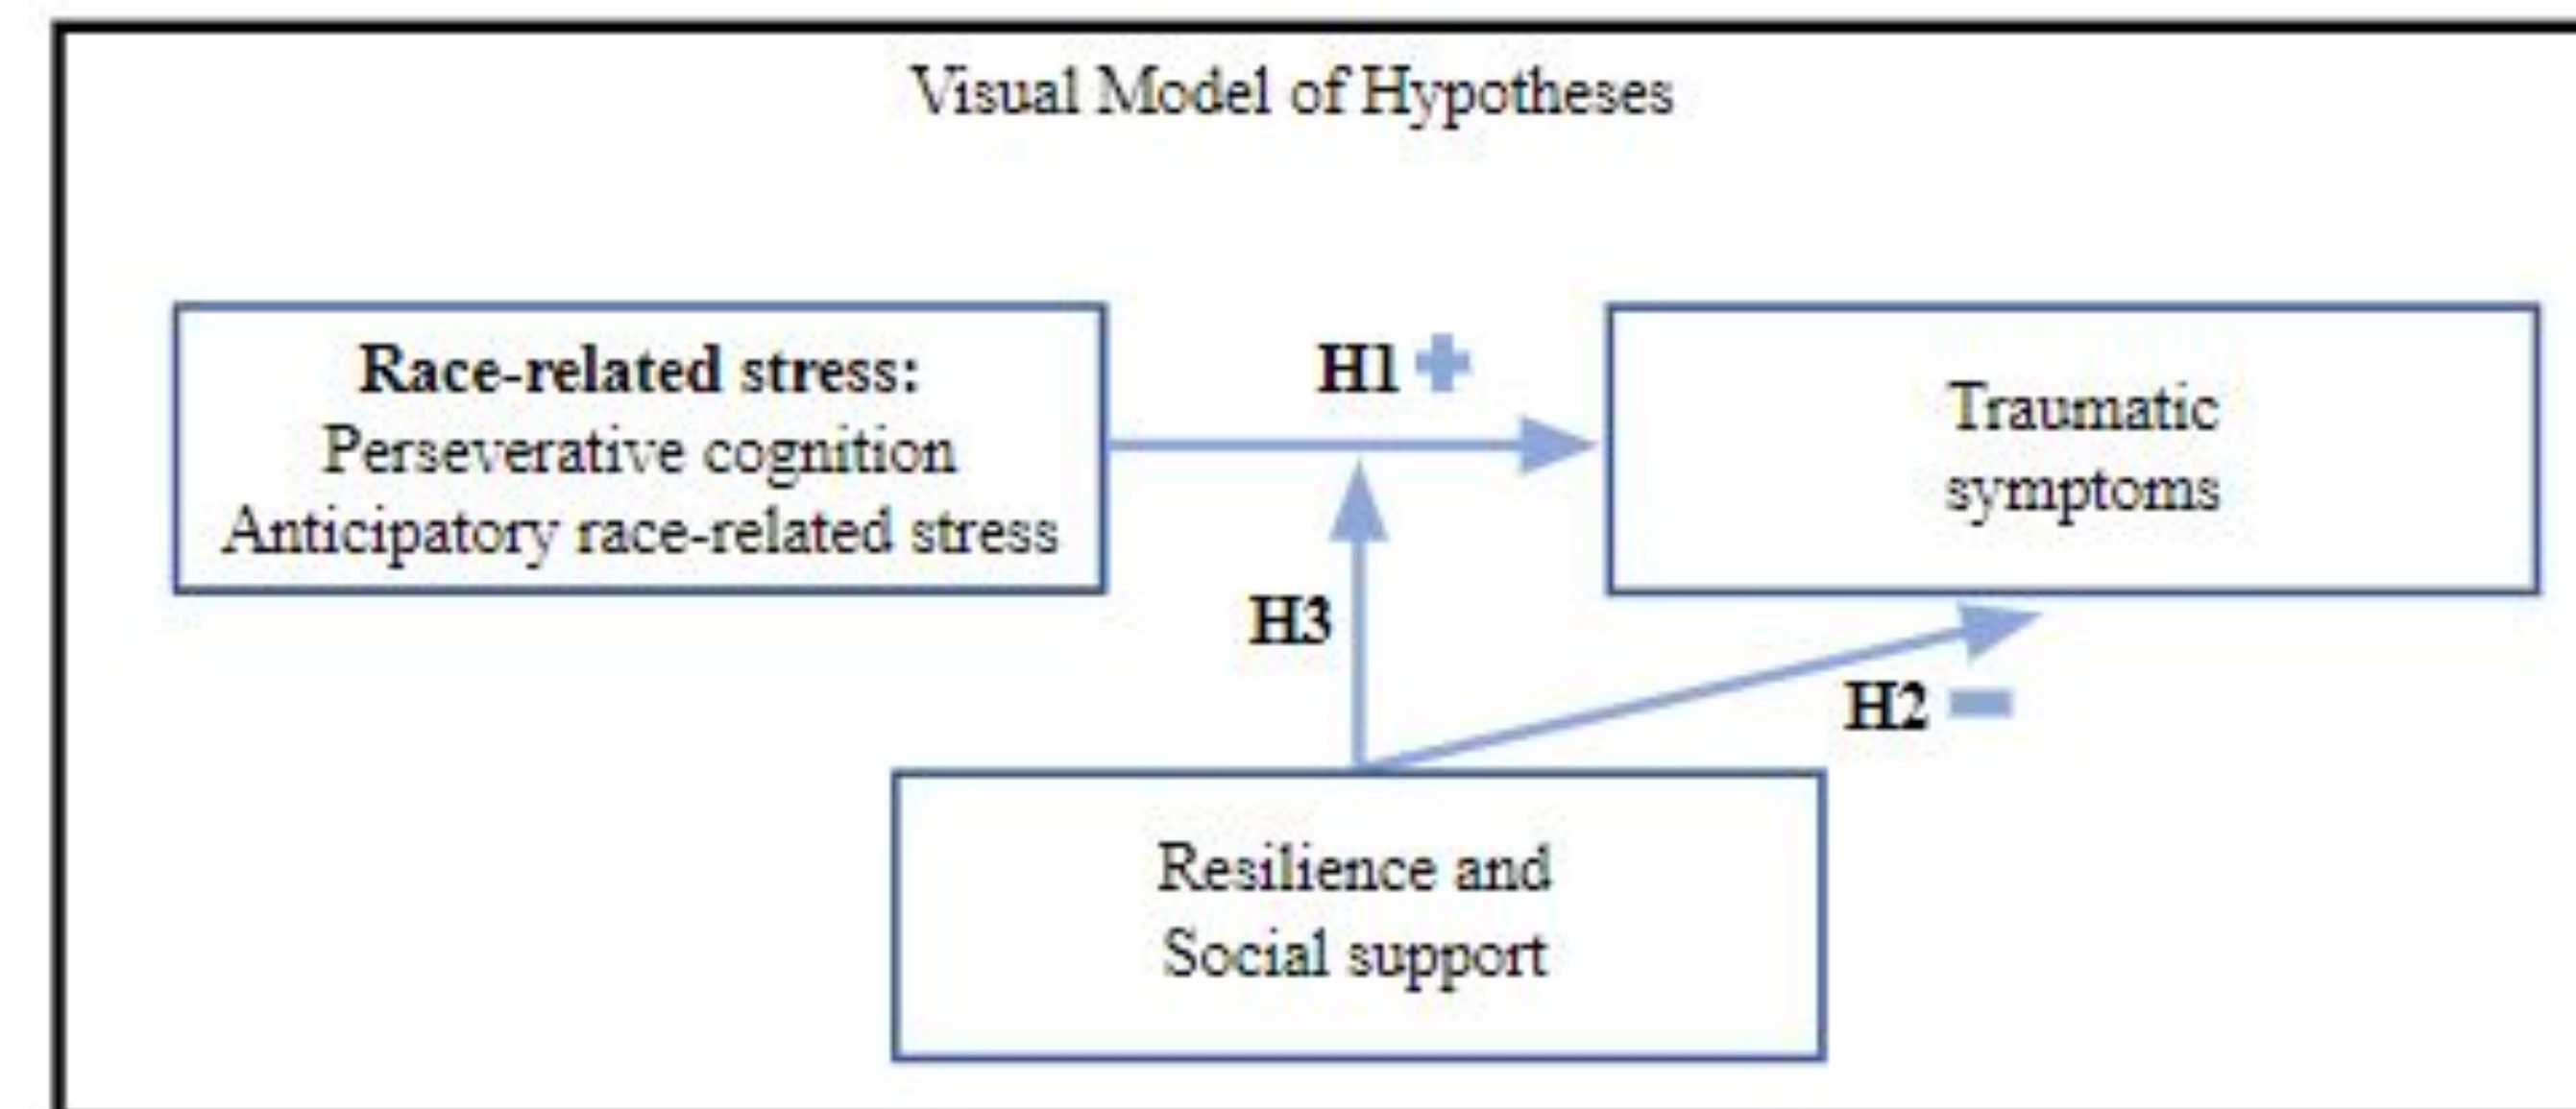 Visual Model of Hypotheses
Race-related stress:
Perseverative cognition
Anticipatory race-related stress
H1 +
Traumatic
symptoms
H3
H2 -
Resilience and
Social support